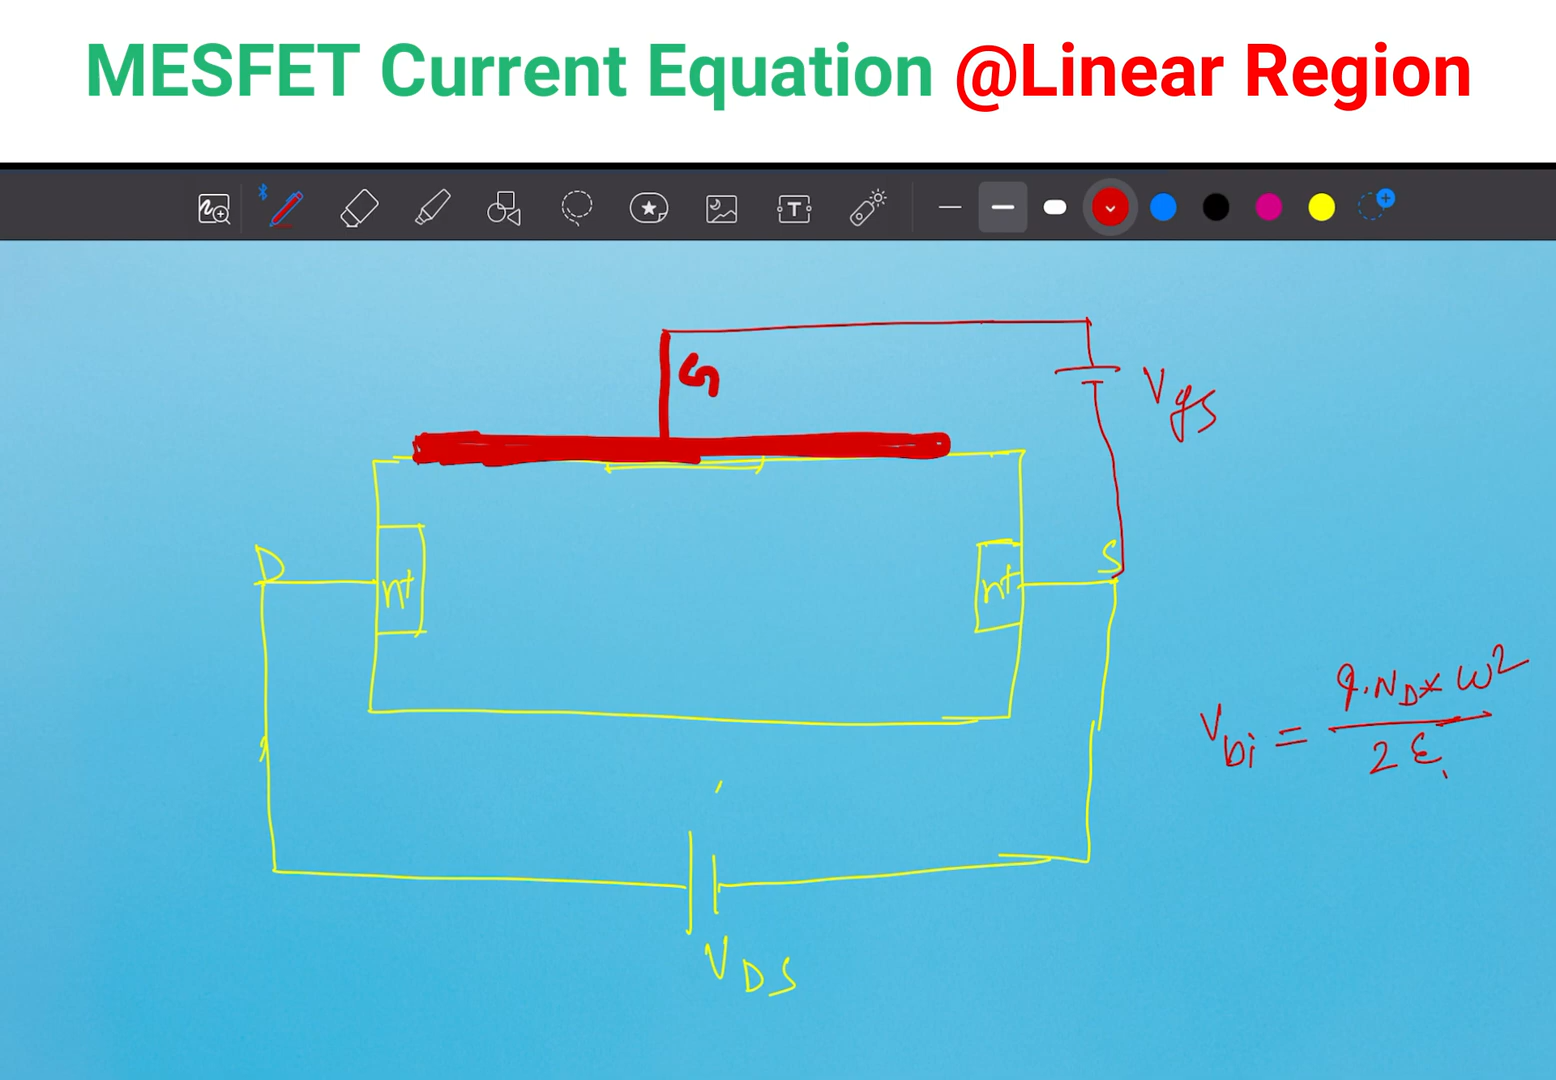 MESFET Current Equation @Linear Region
G
Vgs
D
n+
n+
S
Vbi = q.ND* w²
2 ε
VDS